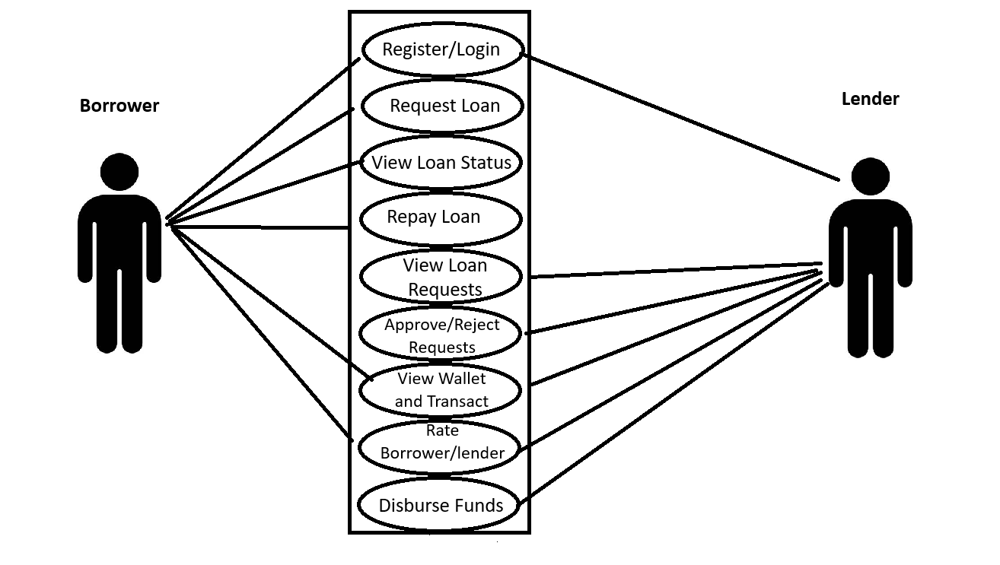 Borrower
Lender
Register/Login
Request Loan
View Loan Status
Repay Loan
View Loan
Requests
Approve/Reject
Requests
View Wallet
and Transact
Rate
Borrower/lender
Disburse Funds